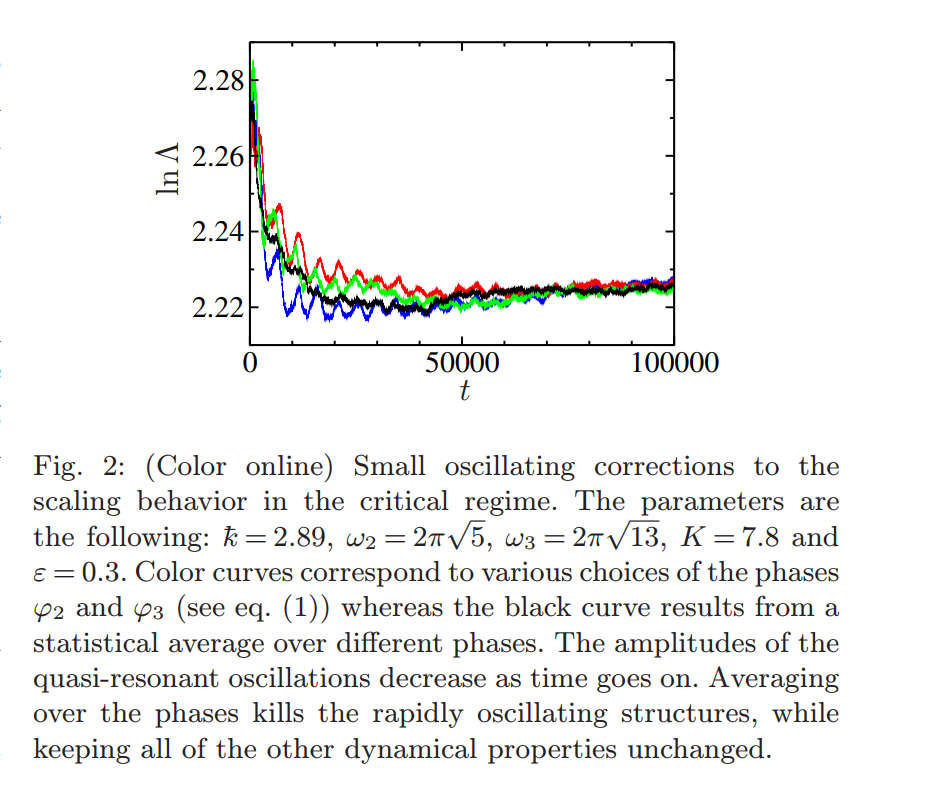 2.28
2.26
2.24
2.22
ln Λ
0 50000 100000
t
Fig. 2: (Color online) Small oscillating corrections to the
scaling behavior in the critical regime. The parameters are
the following: ƙ = 2.89, ω₂ = 2π√5, ω₃ = 2π√13, K = 7.8 and
ε = 0.3. Color curves correspond to various choices of the phases
φ₂ and φ₃ (see eq. (1)) whereas the black curve results from a
statistical average over different phases. The amplitudes of the
quasi-resonant oscillations decrease as time goes on. Averaging
over the phases kills the rapidly oscillating structures, while
keeping all of the other dynamical properties unchanged.